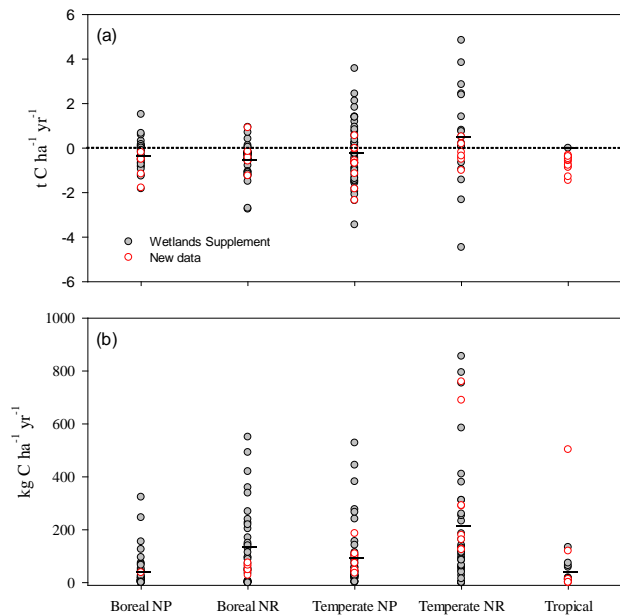 (a)
6
4
2
0
-2
-4
-6
t C ha-1 yr-1
Wetlands Supplement
New data
(b)
1000
800
600
400
200
0
kg C ha-1 yr-1
Boreal NP Boreal NR Temperate NP Temperate NR Tropical